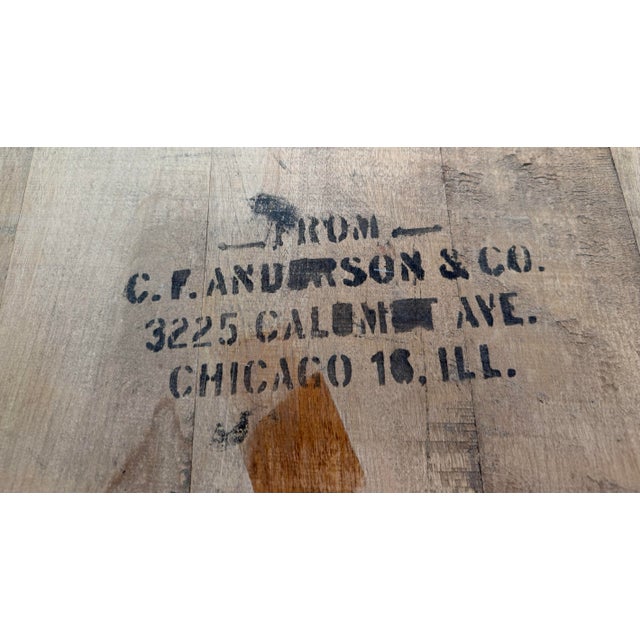 FROM
C. F. ANDERSON & CO.
3225 CALUMET AVE.
CHICAGO 16, ILL.